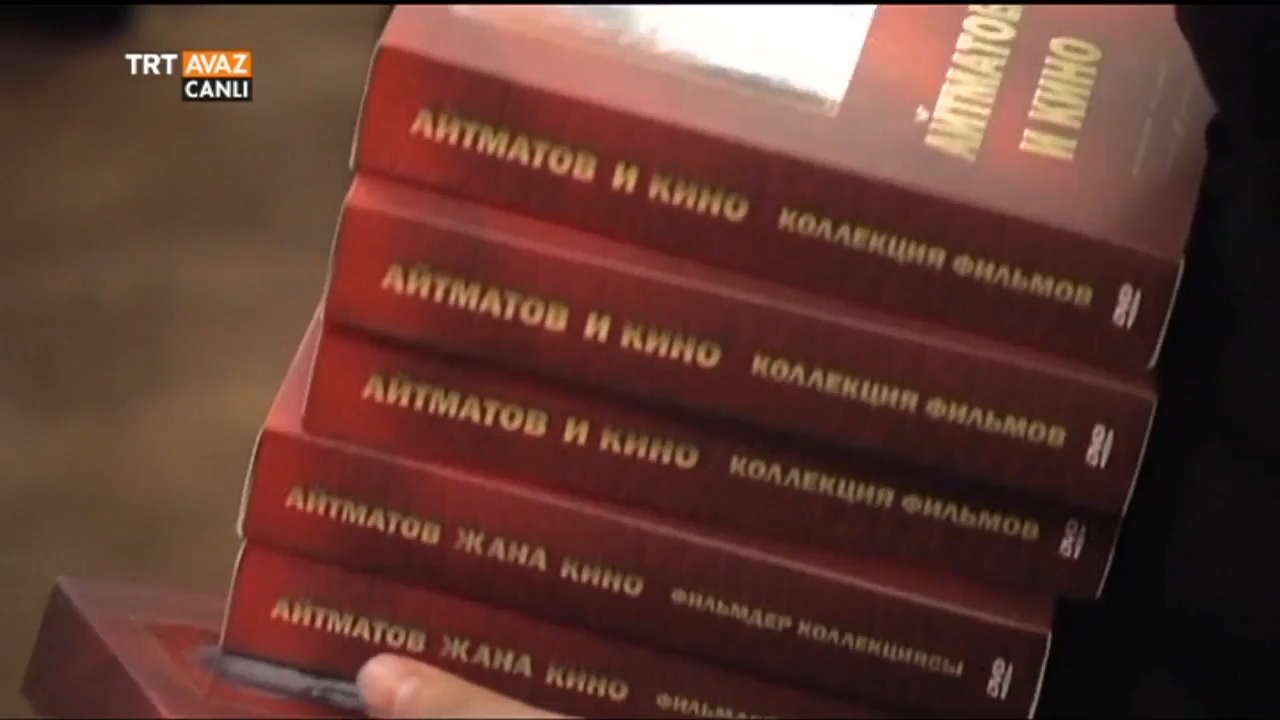 TRT AVAZ
CANLI
АЙТМАТОВ
И КИНО
АЙТМАТОВ И КИНО КОЛЛЕКЦИЯ ФИЛЬМОВ DVD
АЙТМАТОВ И КИНО КОЛЛЕКЦИЯ ФИЛЬМОВ DVD
АЙТМАТОВ И КИНО КОЛЛЕКЦИЯ ФИЛЬМОВ DVD
АЙТМАТОВ ЖАНА КИНО ФИЛЬМДЕР КОЛЛЕКЦИЯСЫ DVD
АЙТМАТОВ ЖАНА КИНО